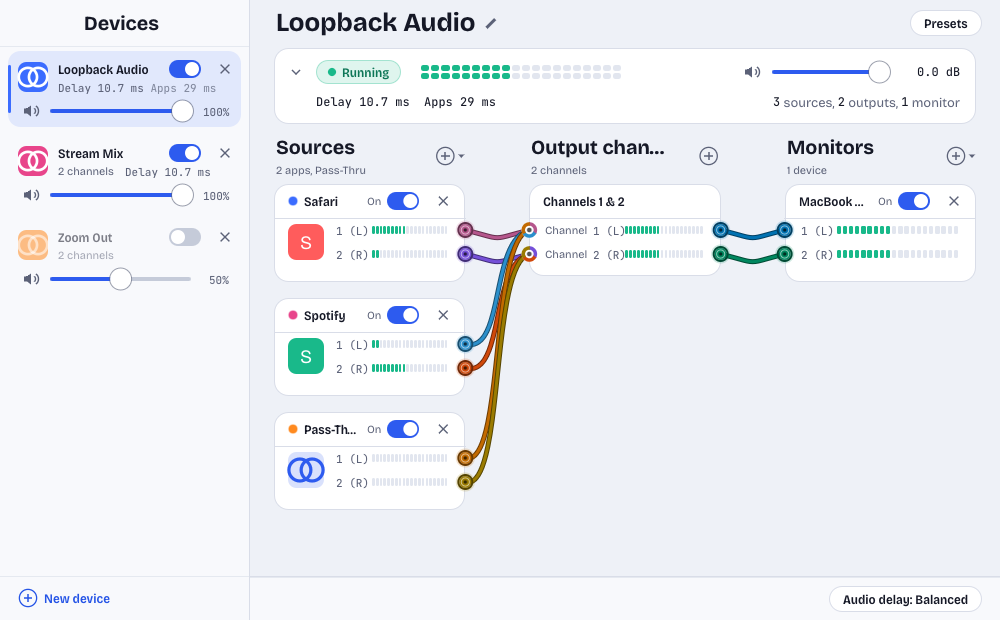 Devices
Loopback Audio
Delay 10.7 ms Apps 29 ms
100%
Stream Mix
2 channels Delay 10.7 ms
100%
Zoom Out
2 channels
50%
New device
Loopback Audio
Presets
Running
0.0 dB
Delay 10.7 ms Apps 29 ms
3 sources, 2 outputs, 1 monitor
Sources
2 apps, Pass-Thru
Safari On
S
1 (L)
2 (R)
Spotify On
S
1 (L)
2 (R)
Pass-Th... On
1 (L)
2 (R)
Output chan...
2 channels
Channels 1 & 2
Channel 1 (L)
Channel 2 (R)
Monitors
1 device
MacBook ... On
1 (L)
2 (R)
Audio delay: Balanced